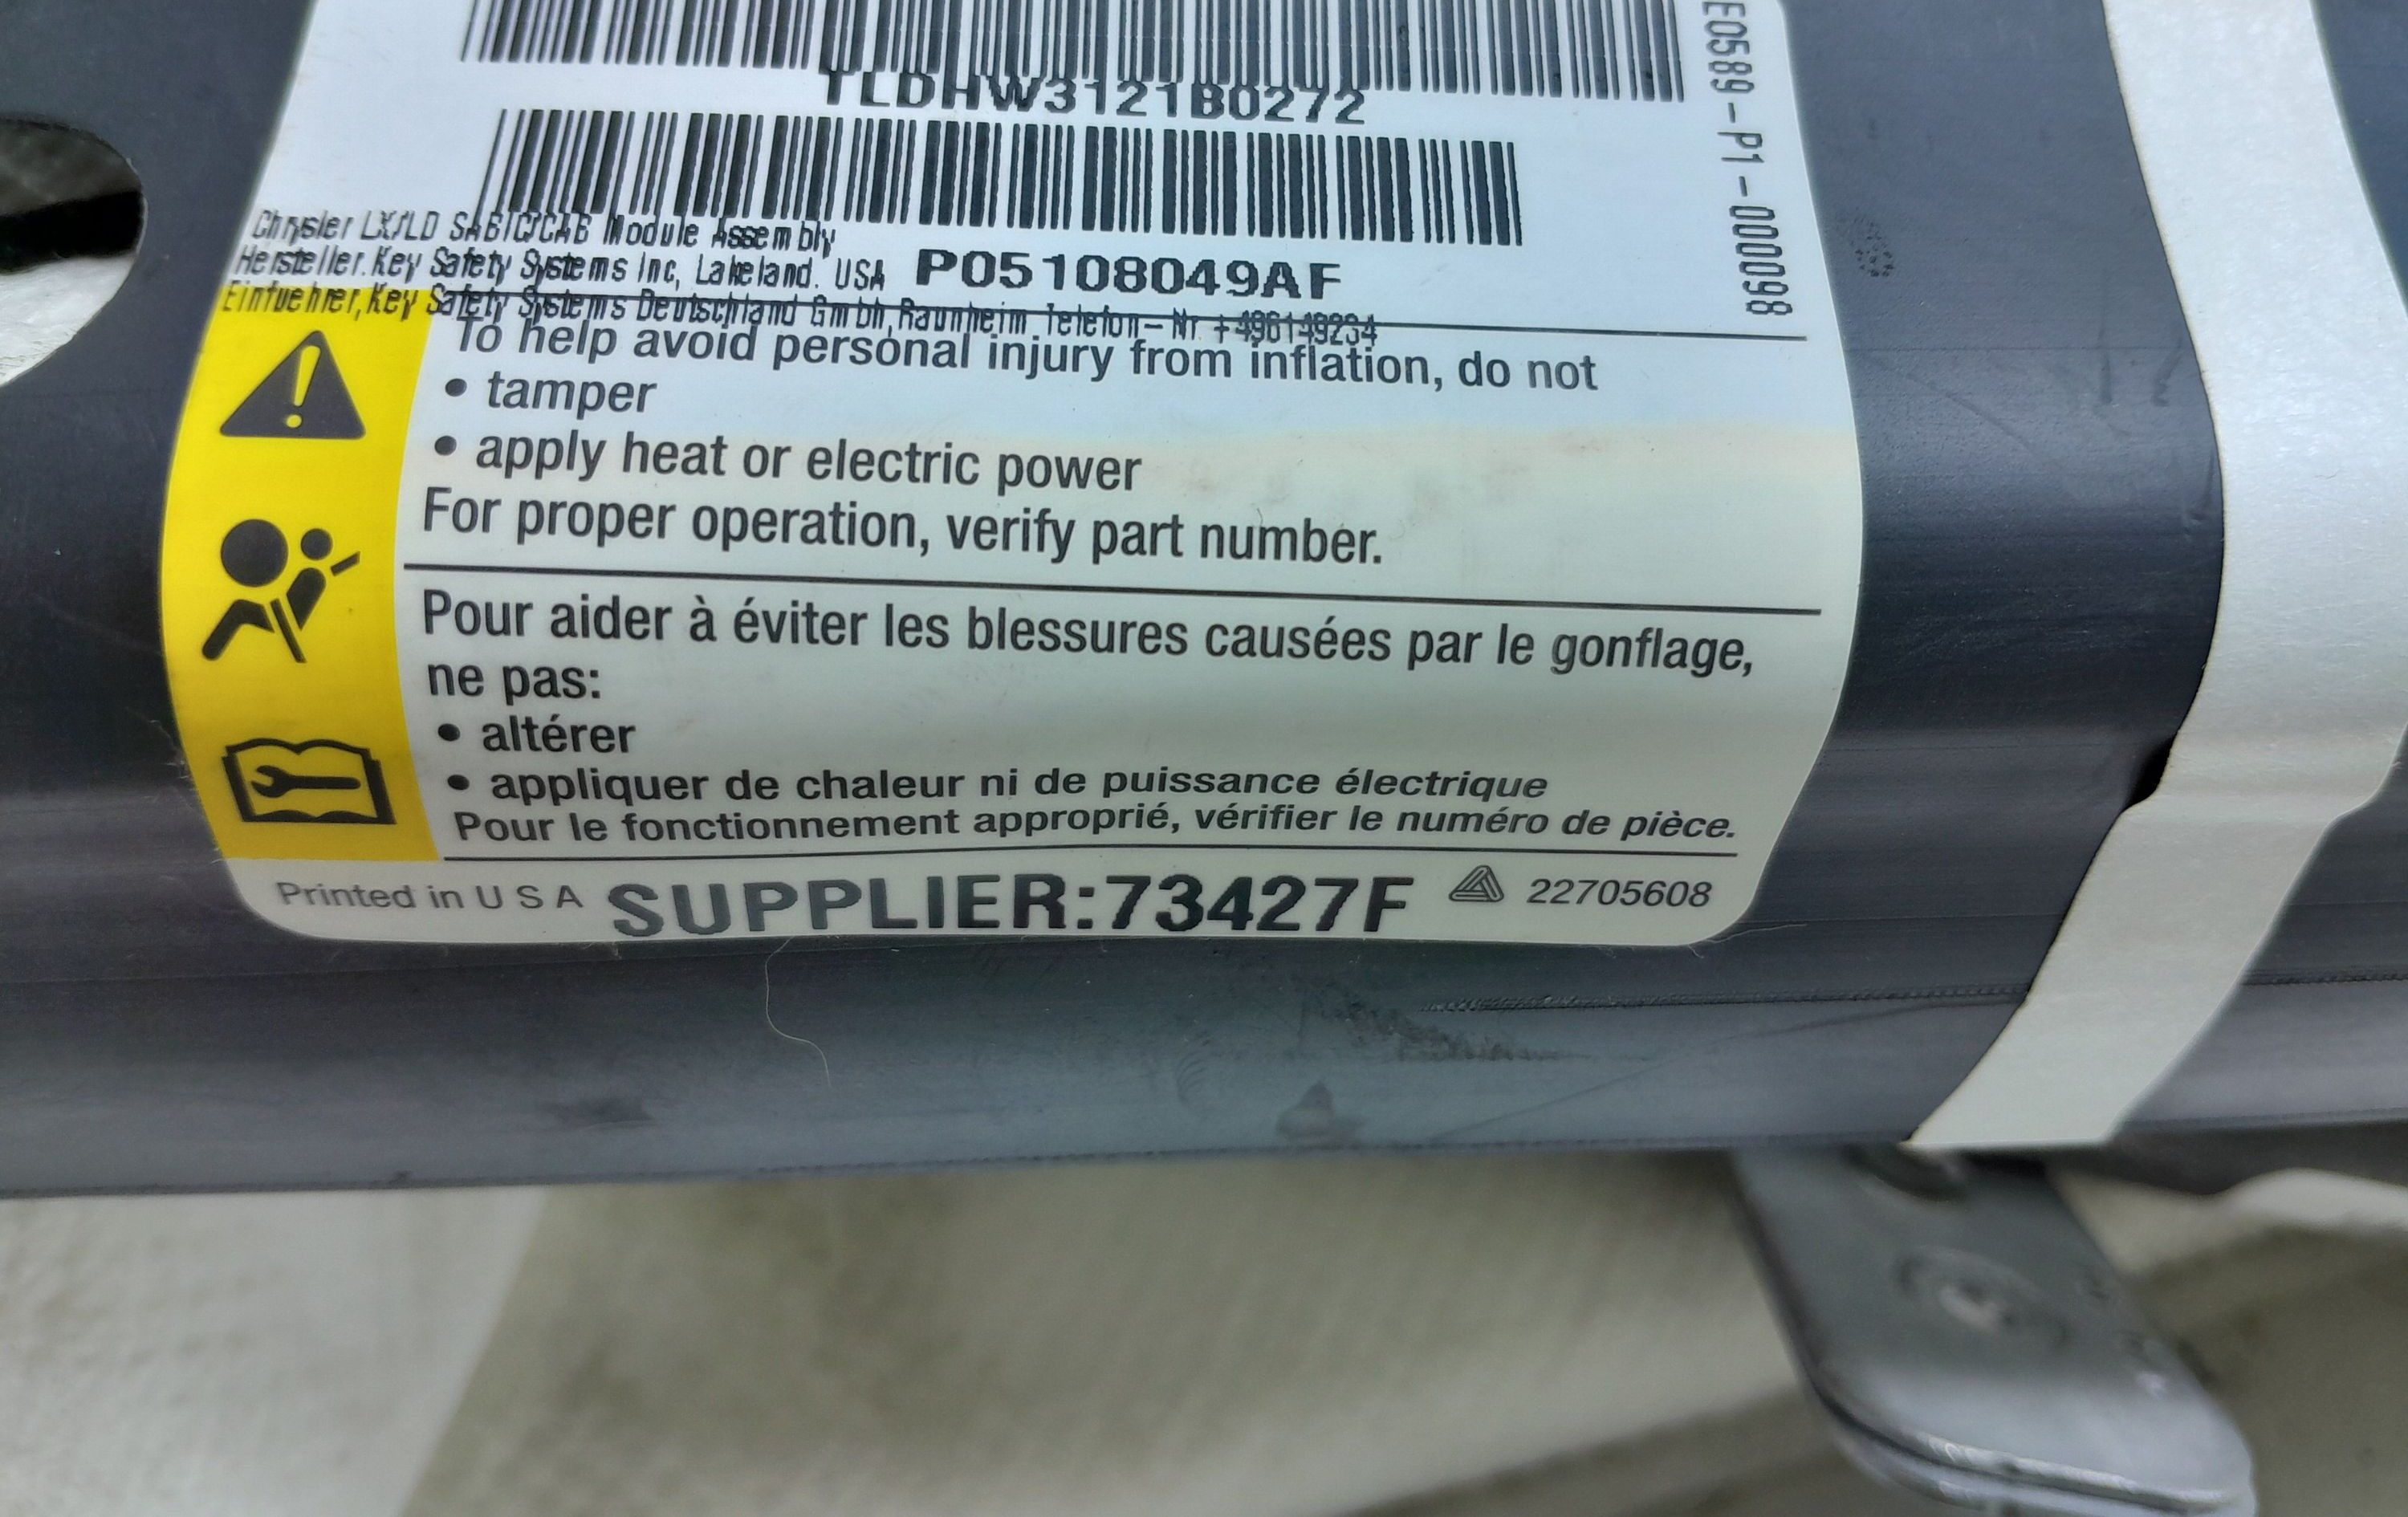 TLDHW3121B0272
E0589-P1-000098
Chrysler LX/LD SABIC/CAB Module Assembly
Hersteller.Key Safety Systems Inc, Lakeland. USA P05108049AF
Einfuehrer,Key Safety Systems Deutschland Gmbh,Raunheim Telefon-Nr. +496149234
To help avoid personal injury from inflation, do not
• tamper
• apply heat or electric power
For proper operation, verify part number.
Pour aider à éviter les blessures causées par le gonflage,
ne pas:
• altérer
• appliquer de chaleur ni de puissance électrique
Pour le fonctionnement approprié, vérifier le numéro de pièce.
Printed in U S A SUPPLIER:73427F 22705608